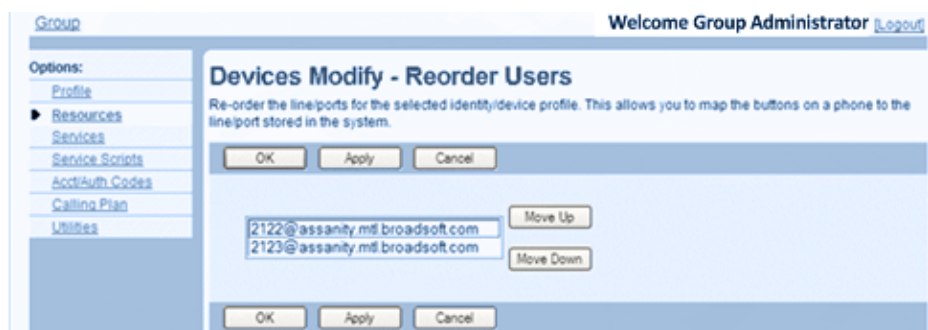 Group
Welcome Group Administrator [Logout]
Options:
Profile
Resources
Services
Service Scripts
Acct/Auth Codes
Calling Plan
Utilities
Devices Modify - Reorder Users
Re-order the line/ports for the selected identity/device profile. This allows you to map the buttons on a phone to the
line/port stored in the system.
OK Apply Cancel
2122@assanity.mtl.broadsoft.com
2123@assanity.mtl.broadsoft.com
Move Up
Move Down
OK Apply Cancel